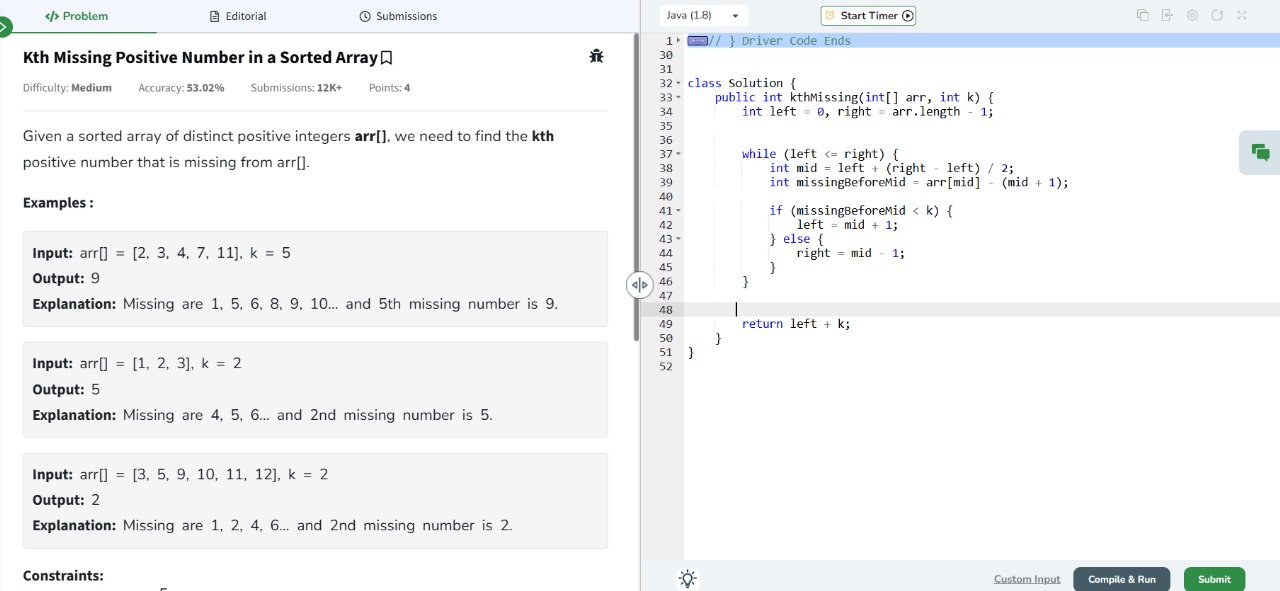 Problem
Editorial
Submissions
Kth Missing Positive Number in a Sorted Array
Difficulty: Medium Accuracy: 53.02% Submissions: 12K+ Points: 4
Given a sorted array of distinct positive integers arr[], we need to find the kth
positive number that is missing from arr[].
Examples :
Input: arr[] = [2, 3, 4, 7, 11], k = 5
Output: 9
Explanation: Missing are 1, 5, 6, 8, 9, 10… and 5th missing number is 9.
Input: arr[] = [1, 2, 3], k = 2
Output: 5
Explanation: Missing are 4, 5, 6… and 2nd missing number is 5.
Input: arr[] = [3, 5, 9, 10, 11, 12], k = 2
Output: 2
Explanation: Missing are 1, 2, 4, 6… and 2nd missing number is 2.
Constraints:
Java (1.8)
Start Timer
1 // } Driver Code Ends
30
31
32 class Solution {
33 public int kthMissing(int[] arr, int k) {
34 int left = 0, right = arr.length - 1;
35
36
37 while (left <= right) {
38 int mid = left + (right - left) / 2;
39 int missingBeforeMid = arr[mid] - (mid + 1);
40
41 if (missingBeforeMid < k) {
42 left = mid + 1;
43 } else {
44 right = mid - 1;
45 }
46 }
47
48
49 return left + k;
50 }
51 }
52
Custom Input
Compile & Run
Submit